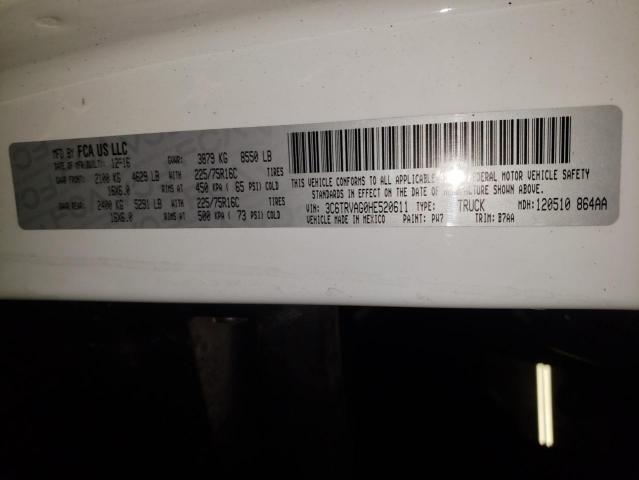 MFD BY FCA US LLC
DATE OF MFR/BUILT: 12-16 GVWR: 3879 KG 8550 LB
GAWR FRONT: 2100 KG 4629 LB WITH 225/75R16C TIRES
16X6.0 RIMS AT 450 KPA ( 65 PSI) COLD
GAWR REAR: 2400 KG 5291 LB WITH 225/75R16C TIRES
16X6.0 RIMS AT 500 KPA ( 73 PSI) COLD
THIS VEHICLE CONFORMS TO ALL APPLICABLE FEDERAL MOTOR VEHICLE SAFETY
STANDARDS IN EFFECT ON THE DATE OF MANUFACTURE SHOWN ABOVE.
VIN: 3C6TRVAG0HE520611 TYPE: TRUCK MDH: 120510 864AA
VEHICLE MADE IN MEXICO PAINT: PW7 TRIM: B7AA